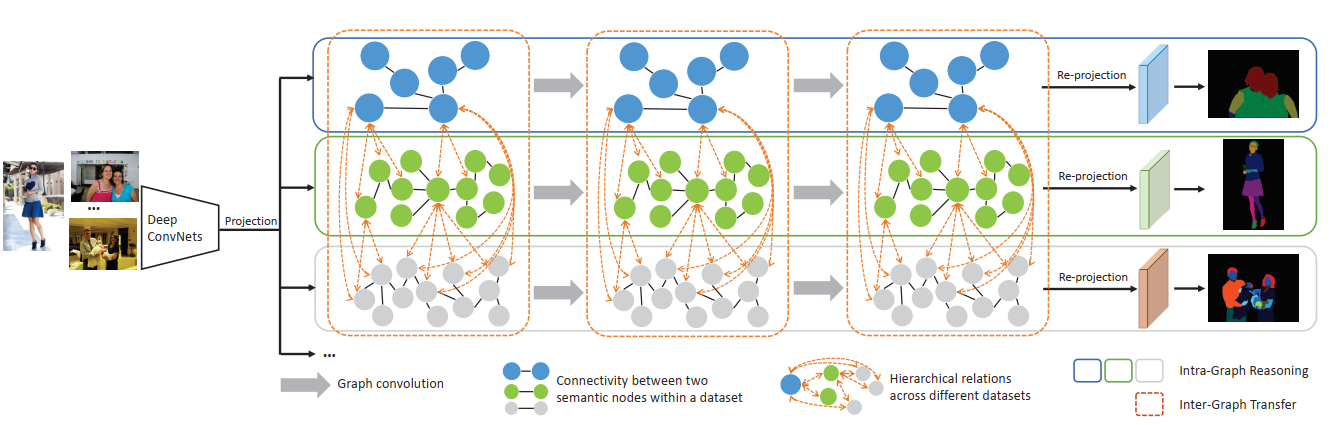 Re-projection
Deep
ConvNets
...
Projection
Re-projection
Re-projection
...
Graph convolution
Connectivity between two
semantic nodes within a dataset
Hierarchical relations
across different datasets
Intra-Graph Reasoning
Inter-Graph Transfer